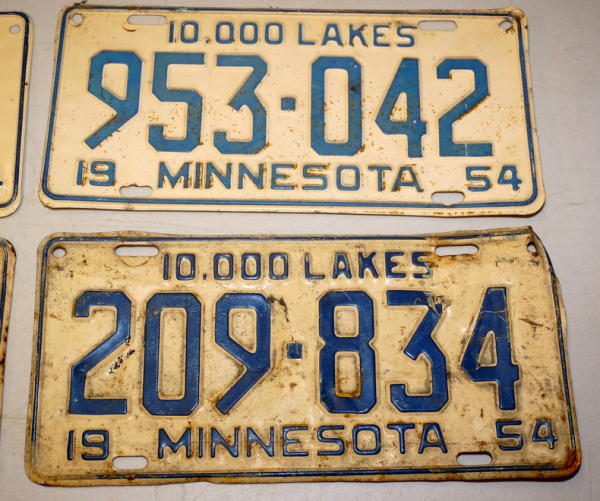 10,000 LAKES
953·042
19 MINNESOTA 54
10,000 LAKES
209·834
19 MINNESOTA 54